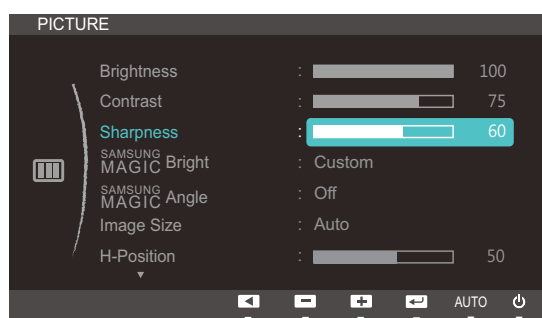 PICTURE
Brightness : 100
Contrast : 75
Sharpness : 60
SAMSUNG
MAGIC Bright : Custom
SAMSUNG
MAGIC Angle : Off
Image Size : Auto
H-Position : 50
AUTO